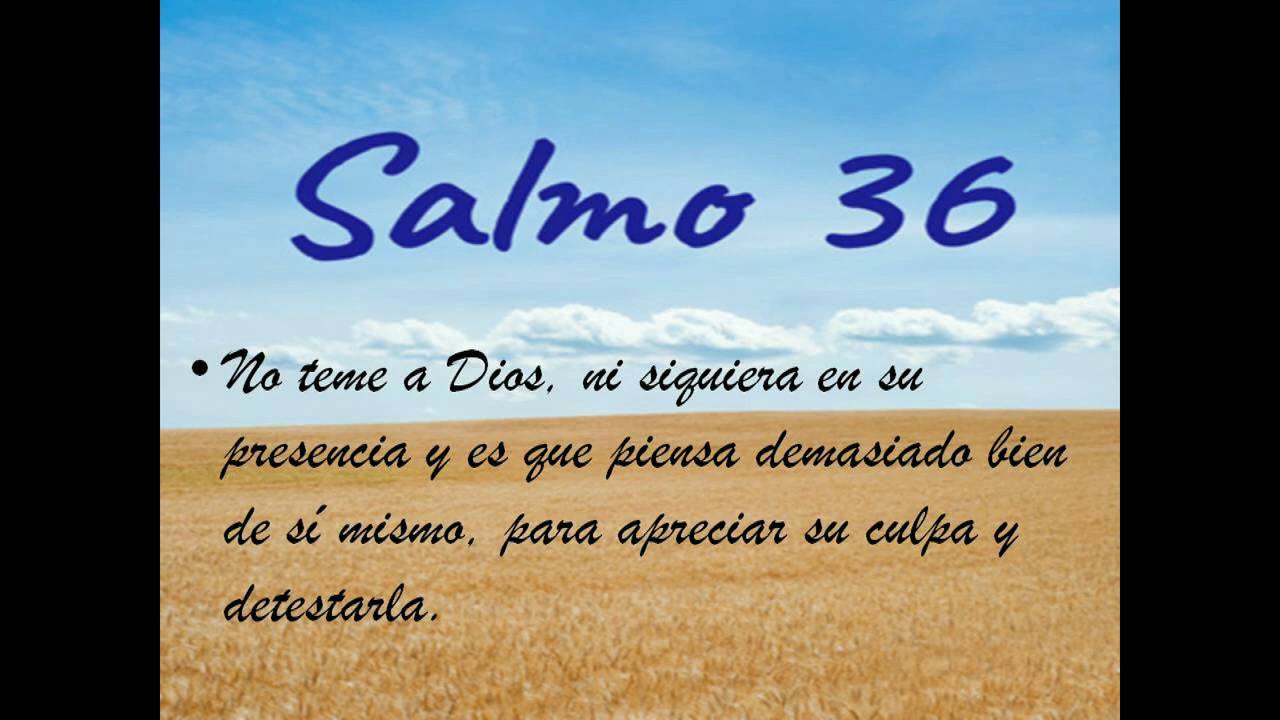 Salmo 36
•No teme a Dios, ni siquiera en su
presencia y es que piensa demasiado bien
de sí mismo, para apreciar su culpa y
detestarla.